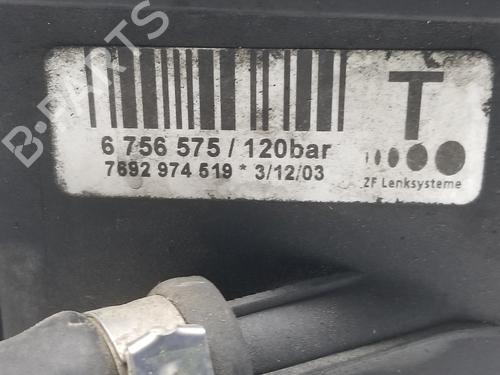 T
6 756 575 / 120bar
7692 974 519 * 3/12/03
ZF Lenksysteme
B-PARTS